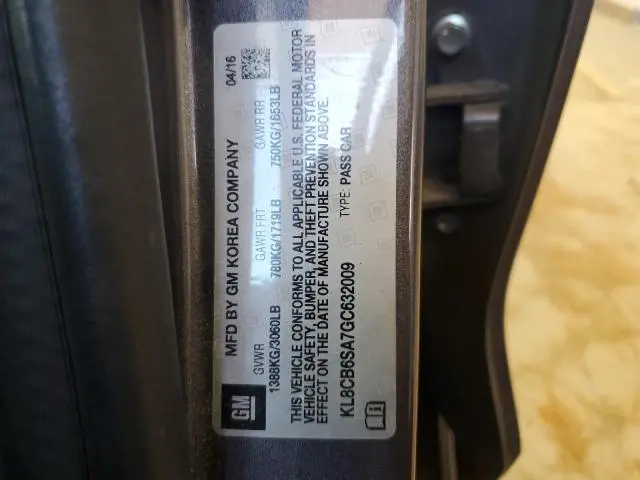 MFD BY GM KOREA COMPANY 04/16
GVWR GAWR FRT GAWR RR
1388KG/3060LB 780KG/1719LB 750KG/1653LB
THIS VEHICLE CONFORMS TO ALL APPLICABLE U.S. FEDERAL MOTOR
VEHICLE SAFETY, BUMPER, AND THEFT PREVENTION STANDARDS IN
EFFECT ON THE DATE OF MANUFACTURE SHOWN ABOVE.
KL8CB6SA7GC632009 TYPE: PASS CAR
GM